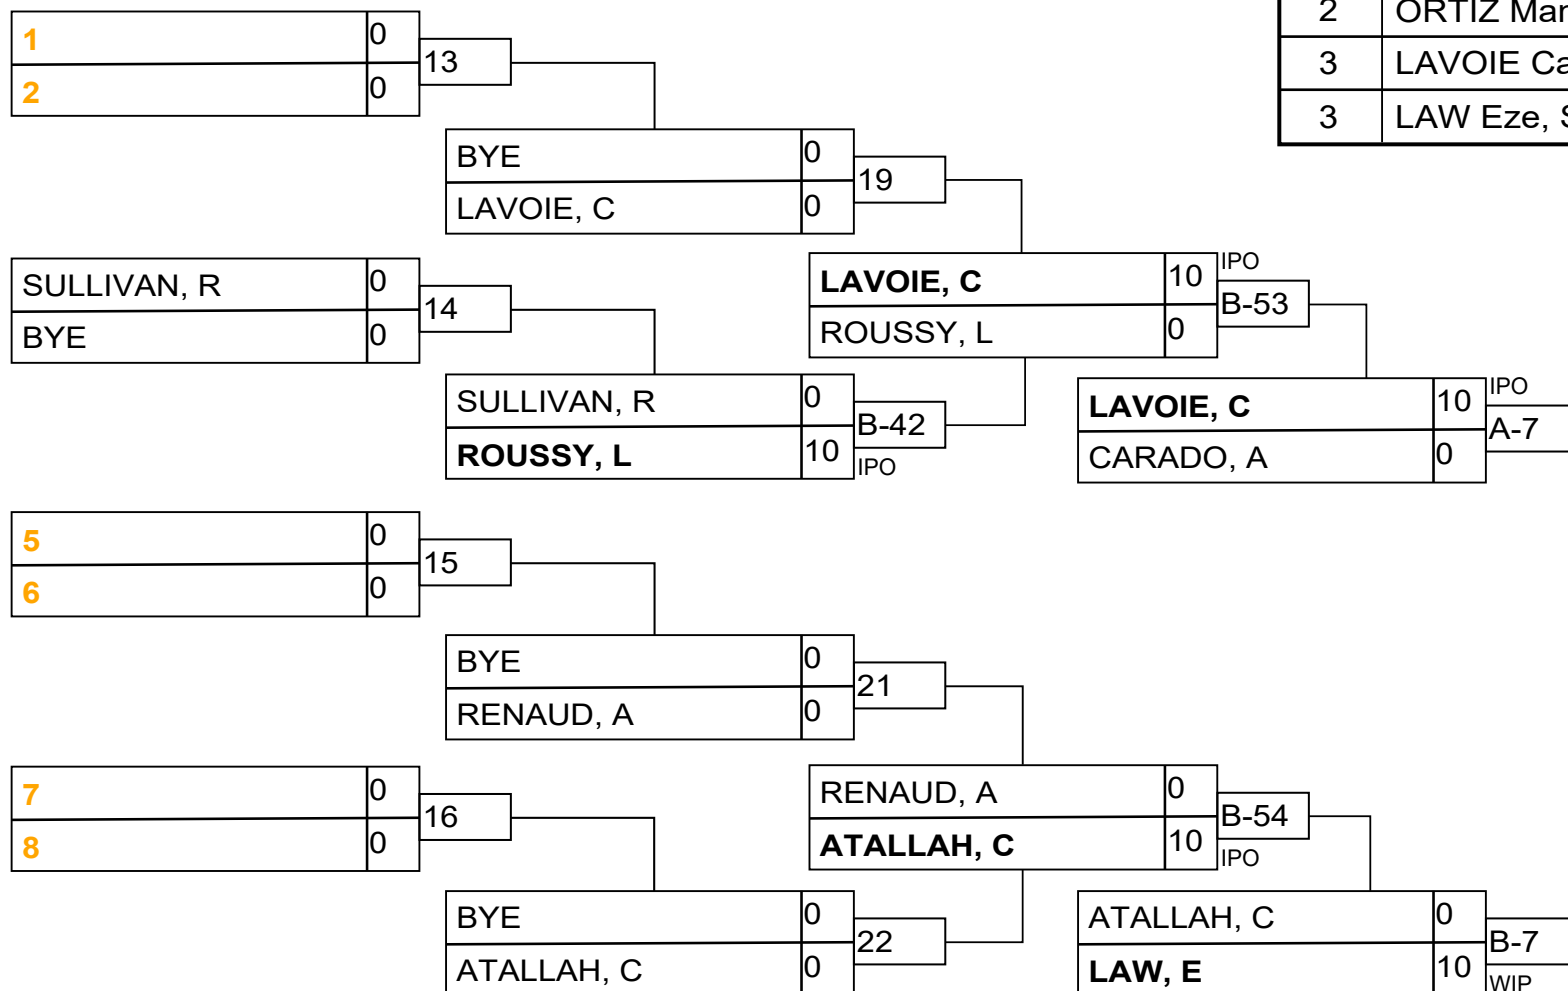 2 ORTIZ Mar
3 LAVOIE Ca
3 LAW Eze, S
1 0
13
2 0
BYE 0
19
LAVOIE, C 0
SULLIVAN, R 0
14
BYE 0
LAVOIE, C 10 IPO
B-53
ROUSSY, L 0
SULLIVAN, R 0
B-42
ROUSSY, L 10 IPO
LAVOIE, C 10 IPO
A-7
CARADO, A 0
5 0
15
6 0
BYE 0
21
RENAUD, A 0
7 0
16
8 0
RENAUD, A 0
B-54
ATALLAH, C 10 IPO
BYE 0
22
ATALLAH, C 0
ATALLAH, C 0
B-7
LAW, E 10 WIP